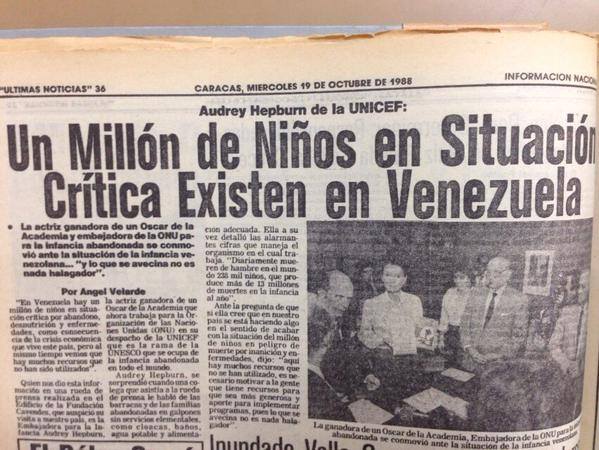 "ULTIMAS NOTICIAS" 36
CARACAS, MIERCOLES 19 DE OCTUBRE DE 1988
INFORMACION NACIO
Audrey Hepburn de la UNICEF:
Un Millón de Niños en Situación
Crítica Existen en Venezuela
• La actriz ganadora de un Oscar de la
Academia y embajadora de la ONU pa-
ra la infancia abandonada se conmo-
vió ante la situación de la infancia ve-
nezolana... "y lo que se avecina no es
nada halagador".
Por Angel Velarde
"En Venezuela hay un
millón de niños en situa-
ción crítica por abandono,
desnutrición y enferme-
dades, como consecuen-
cia de la crisis económica
que vive este país, pero al
mismo tiempo vemos que
hay muchos recursos que
no han sido utilizados".
Quien nos dio esta in-
formación en una rueda de
prensa realizada en el
Edificio de la Fundación
Cavendes, que auspició su
visita a nuestro país, es la
Embajadora para la In-
fancia Audrey Hepburn,
la actriz ganadora de un
Oscar de la Academia que
ahora trabaja para la Or-
ganización de las Nacio-
nes Unidas (ONU) en su
despacho de la UNICEF
que es la rama de la
UNESCO que se ocupa de
la infancia abandonada
en todo el mundo.
Audrey Hepburn, se
sorprendió cuando una co-
lega que asistía a la rueda
de prensa le habló de las
barracas y de las familias
abandonadas en galpones
sin servicios elementales,
como cloacas, baños,
agua potable y alimenta-
ción adecuada. Ella a su
vez detalló las alarman-
tes cifras que maneja el
organismo en el cual tra-
baja. "Diariamente mue-
ren de hambre en el mun-
do 235 mil niños, que pro-
duce más de 13 millones
de muertes en la infancia
al año".
Ante la pregunta de que
si ella cree que en nuestro
país se está haciendo algo
en el sentido de acabar
con la situación del millón
de niños en peligro de
muerte por inanición y en-
fermedades, dijo: "aquí
hay muchos recursos que
no se han utilizado, es ne-
cesario motivar a la gente
que tiene recursos para
que sea más generosa y
aporte para implementar
programas, pues lo que se
avecina no es nada hala-
gador".
La ganadora de un Oscar de la Academia, Embajadora de la ONU para la
abandonada se conmovió ante la situación de la infancia venezolana.
Inundado